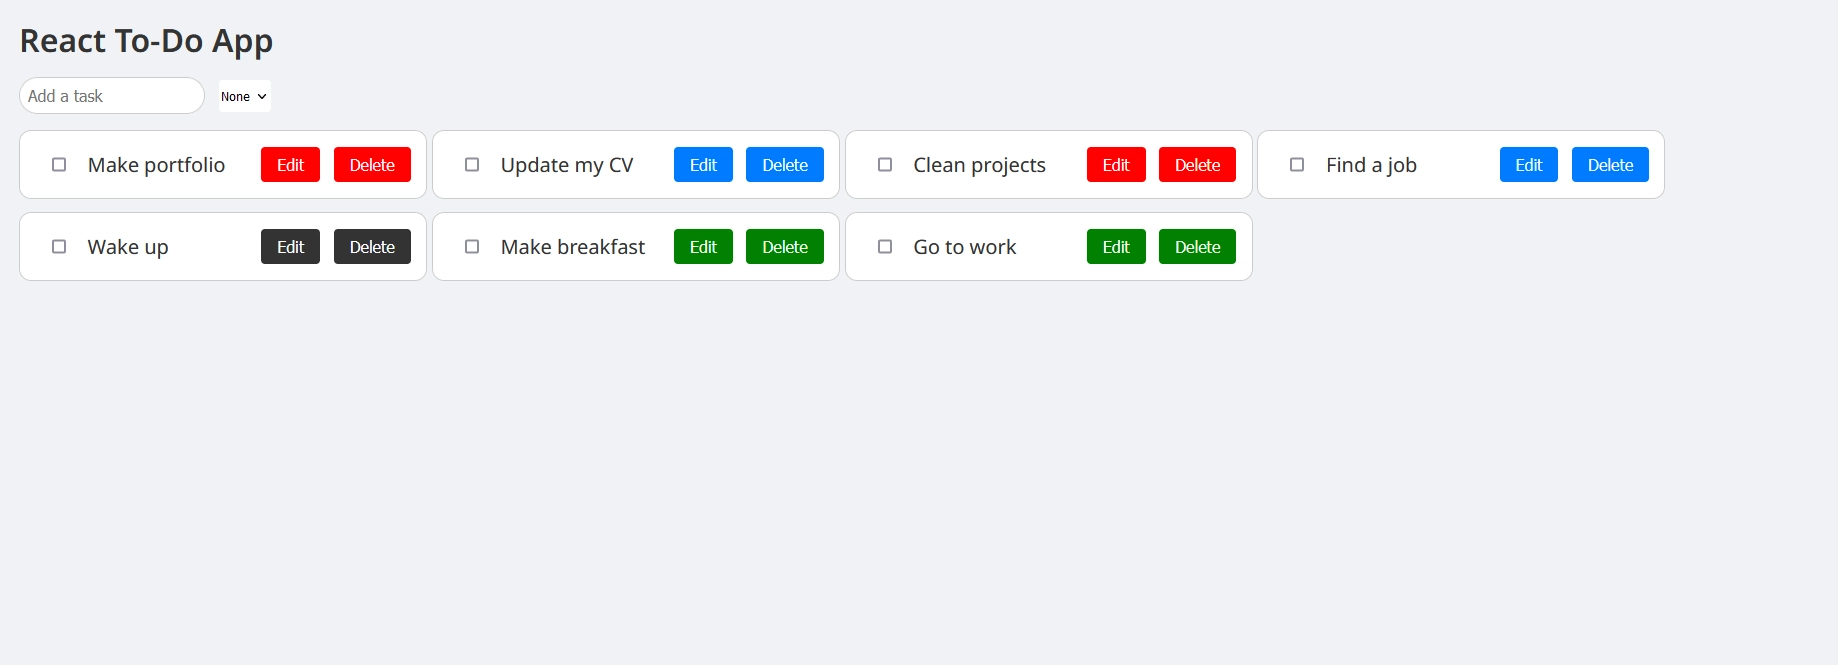 React To-Do App
Add a task None
Make portfolio Edit Delete Update my CV Edit Delete Clean projects Edit Delete Find a job Edit Delete
Wake up Edit Delete Make breakfast Edit Delete Go to work Edit Delete